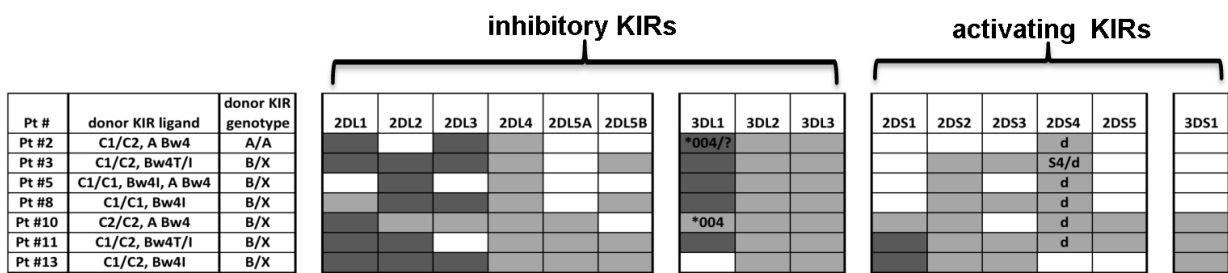 inhibitory KIRs activating KIRs
donor KIR
Pt # donor KIR ligand genotype 2DL1 2DL2 2DL3 2DL4 2DL5A 2DL5B 3DL1 3DL2 3DL3 2DS1 2DS2 2DS3 2DS4 2DS5 3DS1
Pt #2 C1/C2, A Bw4 A/A *004/? d
Pt #3 C1/C2, Bw4T/I B/X S4/d
Pt #5 C1/C1, Bw4I, A Bw4 B/X d
Pt #8 C1/C1, Bw4I B/X d
Pt #10 C2/C2, A Bw4 B/X *004 d
Pt #11 C1/C2, Bw4T/I B/X d
Pt #13 C1/C2, Bw4I B/X